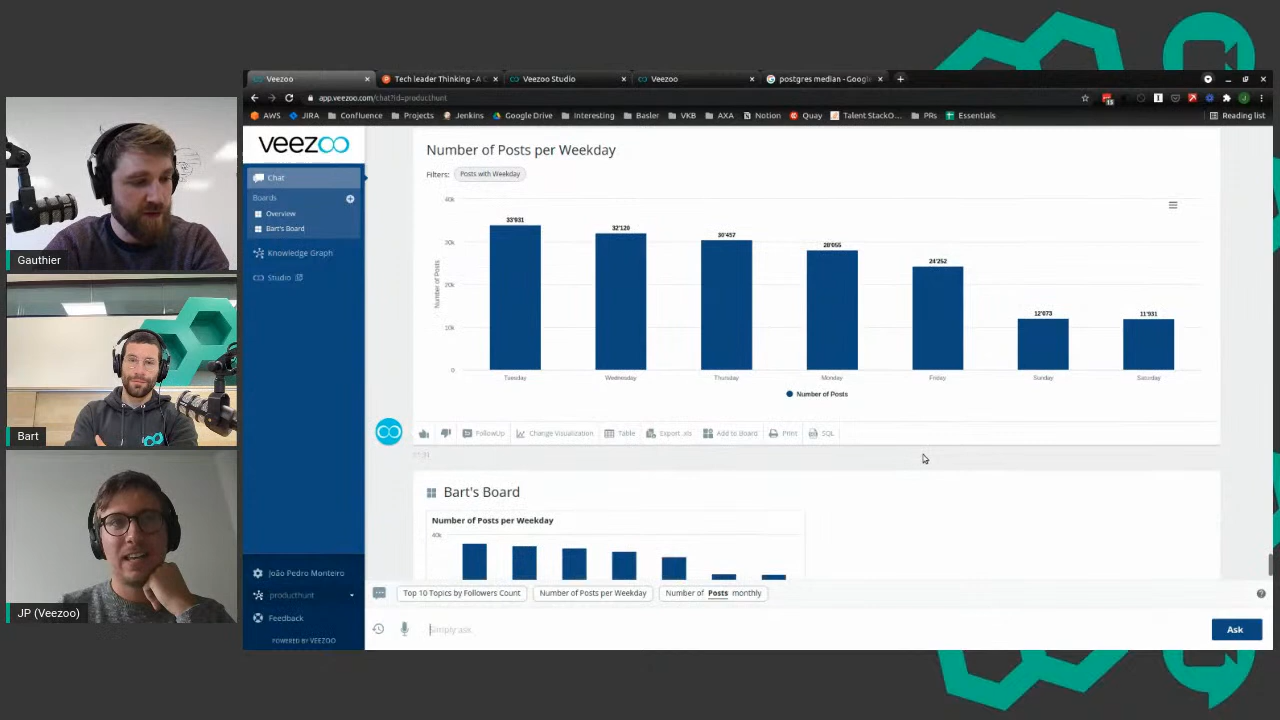 Veezoo
Tech leader Thinking - A C
Veezoo Studio
Veezoo
postgres median - Google
app.veezoo.com/chat?id=producthunt
AWS
JIRA
Confluence
Projects
Jenkins
Google Drive
Interesting
Basler
VKB
AXA
Notion
Quay
Talent StackO...
PRs
Essentials
Reading list
veezoo
Chat
Boards
Overview
Bart's Board
Knowledge Graph
Studio
João Pedro Monteiro
producthunt
Feedback
POWERED BY VEEZOO
Number of Posts per Weekday
Filters: Posts with Weekday
40k
30k
20k
10k
0
Number of Posts
33'931
32'120
30'457
28'055
24'252
12'073
11'931
Tuesday
Wednesday
Thursday
Monday
Friday
Sunday
Saturday
Number of Posts
FollowUp
Change Visualization
Table
Export .xls
Add to Board
Print
SQL
Bart's Board
Number of Posts per Weekday
40k
Top 10 Topics by Followers Count
Number of Posts per Weekday
Number of Posts monthly
Simply ask.
Ask
Gauthier
Bart
JP (Veezoo)